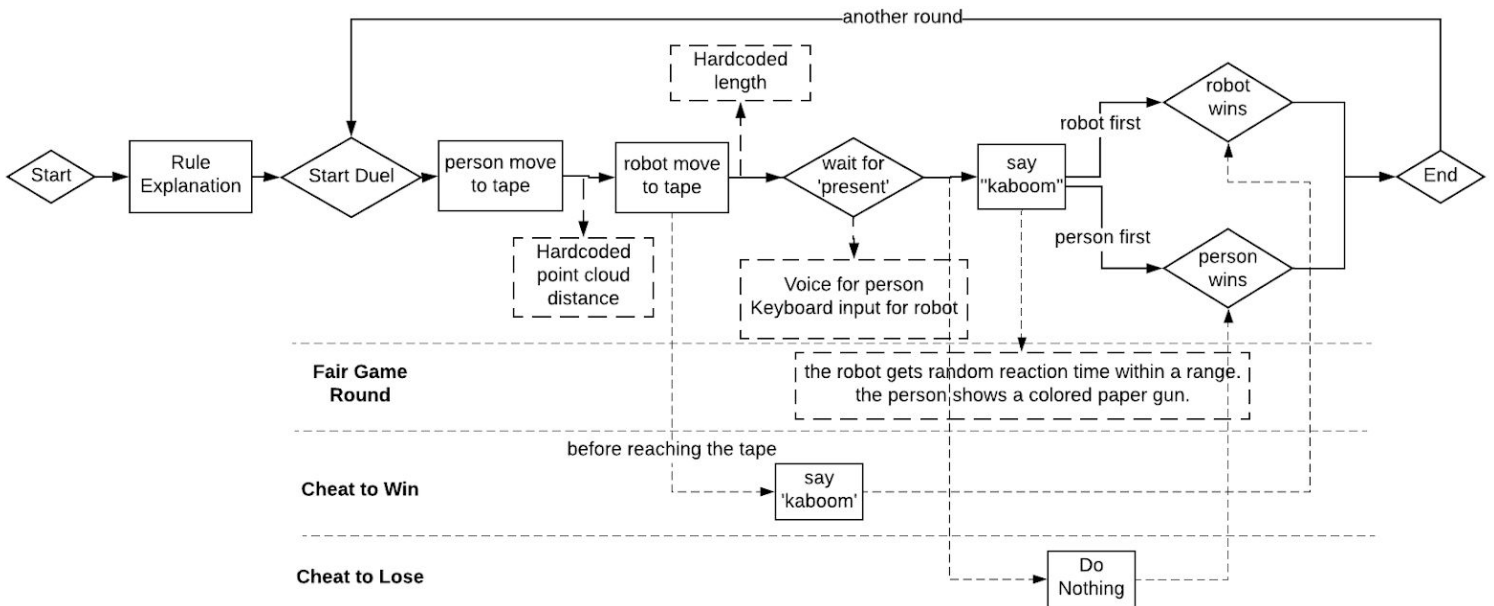 another round
Hardcoded
length
robot
wins
robot first
Start
Rule
Explanation
Start Duel
person move
to tape
robot move
to tape
wait for
'present'
say
"kaboom"
End
person first
Hardcoded
point cloud
distance
Voice for person
Keyboard input for robot
person
wins
Fair Game
Round
the robot gets random reaction time within a range.
the person shows a colored paper gun.
before reaching the tape
Cheat to Win
say
'kaboom'
Cheat to Lose
Do
Nothing